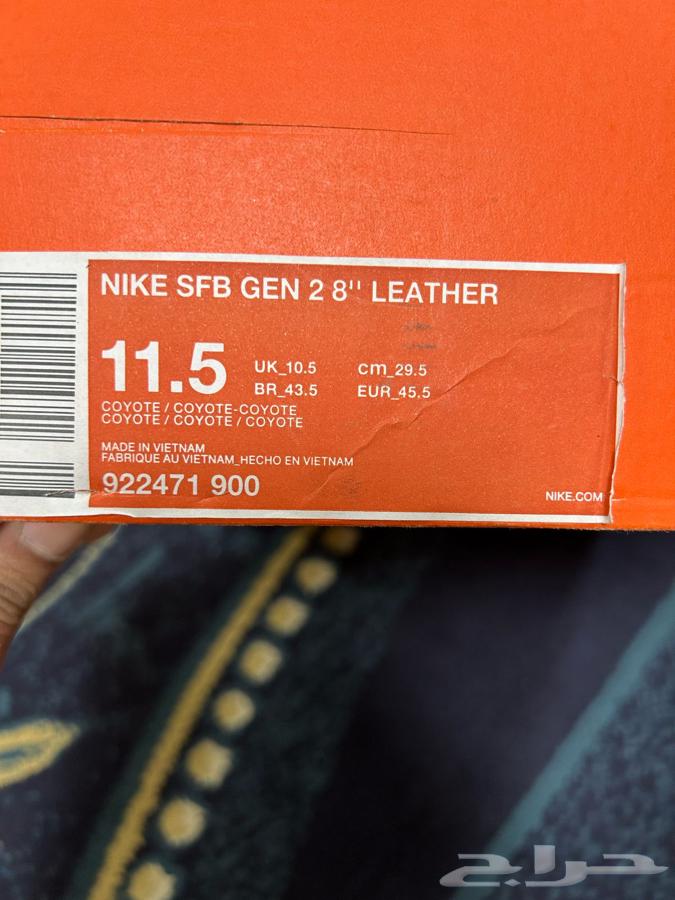 NIKE SFB GEN 2 8'' LEATHER
11.5
UK_10.5 cm_29.5
BR_43.5 EUR_45.5
COYOTE / COYOTE-COYOTE
COYOTE / COYOTE / COYOTE
MADE IN VIETNAM
FABRIQUE AU VIETNAM_HECHO EN VIETNAM
922471 900
NIKE.COM
حراج